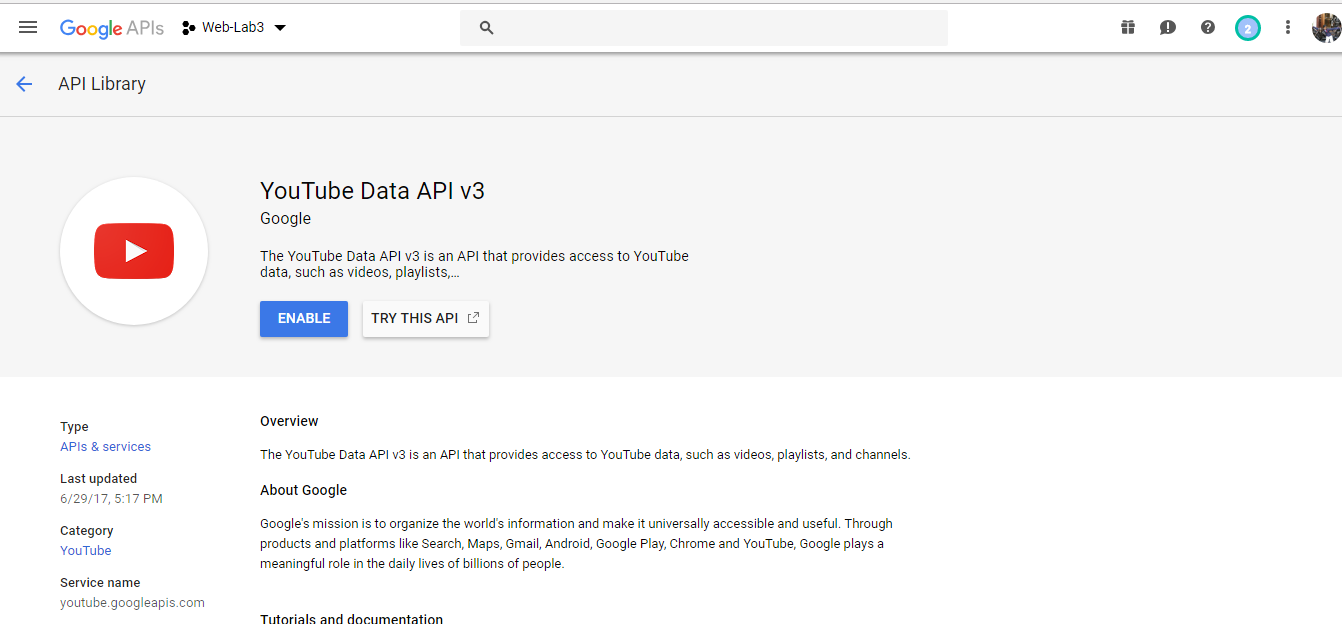 Google APIs Web-Lab3 2
API Library
YouTube Data API v3
Google
The YouTube Data API v3 is an API that provides access to YouTube
data, such as videos, playlists,...
ENABLE TRY THIS API
Type
APIs & services
Last updated
6/29/17, 5:17 PM
Category
YouTube
Service name
youtube.googleapis.com
Overview
The YouTube Data API v3 is an API that provides access to YouTube data, such as videos, playlists, and channels.
About Google
Google's mission is to organize the world's information and make it universally accessible and useful. Through
products and platforms like Search, Maps, Gmail, Android, Google Play, Chrome and YouTube, Google plays a
meaningful role in the daily lives of billions of people.
Tutorials and documentation